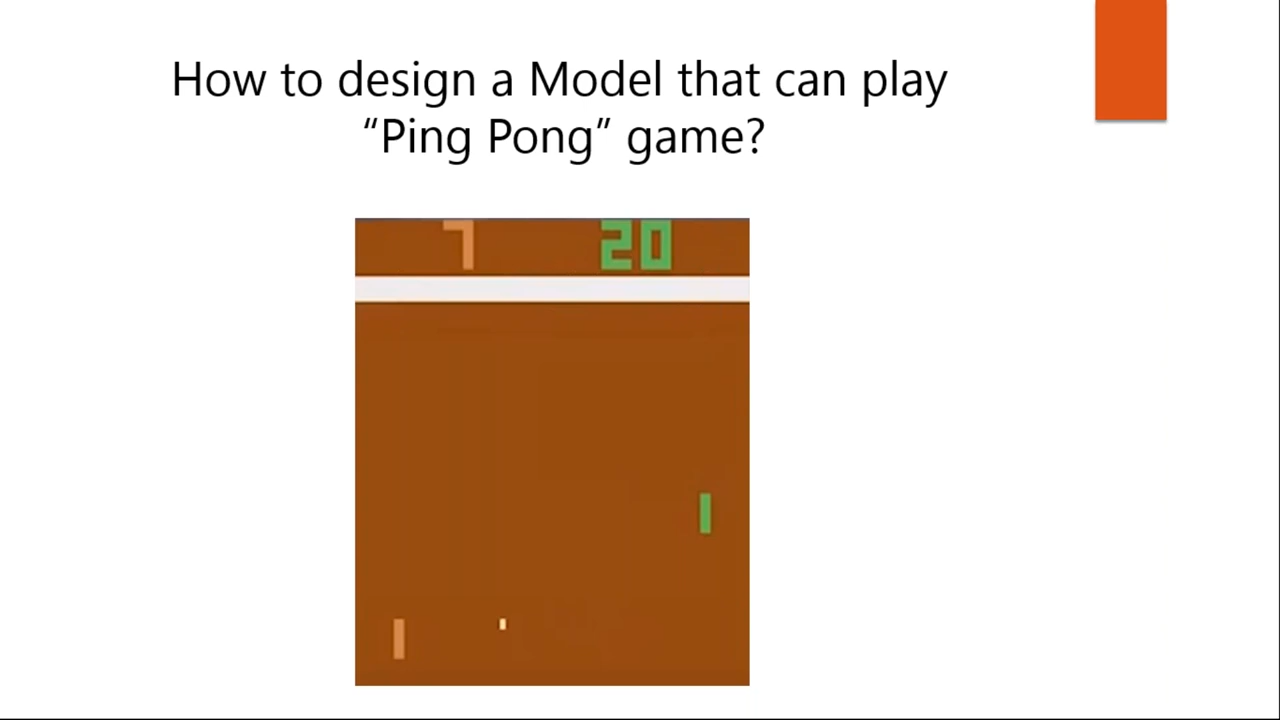 How to design a Model that can play
“Ping Pong” game?
7 20